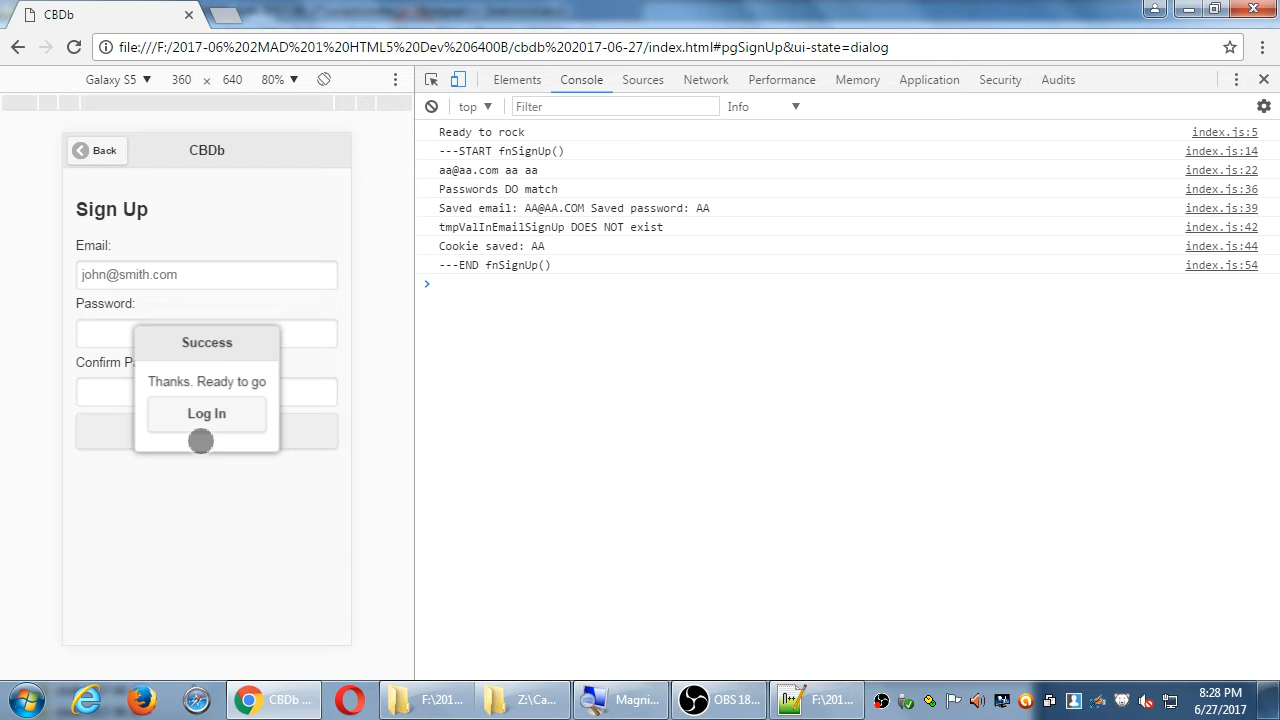 CBDb
file:///F:/2017-06%202MAD%201%20HTML5%20Dev%206400B/cbdb%202017-06-27/index.html#pgSignUp&ui-state=dialog
Galaxy S5 360 × 640 80%
Elements Console Sources Network Performance Memory Application Security Audits
top Filter Info
Ready to rock index.js:5
---START fnSignUp() index.js:14
aa@aa.com aa aa index.js:22
Passwords DO match index.js:36
Saved email: AA@AA.COM Saved password: AA index.js:39
tmpValInEmailSignUp DOES NOT exist index.js:42
Cookie saved: AA index.js:44
---END fnSignUp() index.js:54
Back CBDb
Sign Up
Email:
john@smith.com
Password:
Confirm Pa
Success
Thanks. Ready to go
Log In
CBDb ... F:\201... Z:\Ca... Magni... OBS 18... F:\201...
8:28 PM
6/27/2017